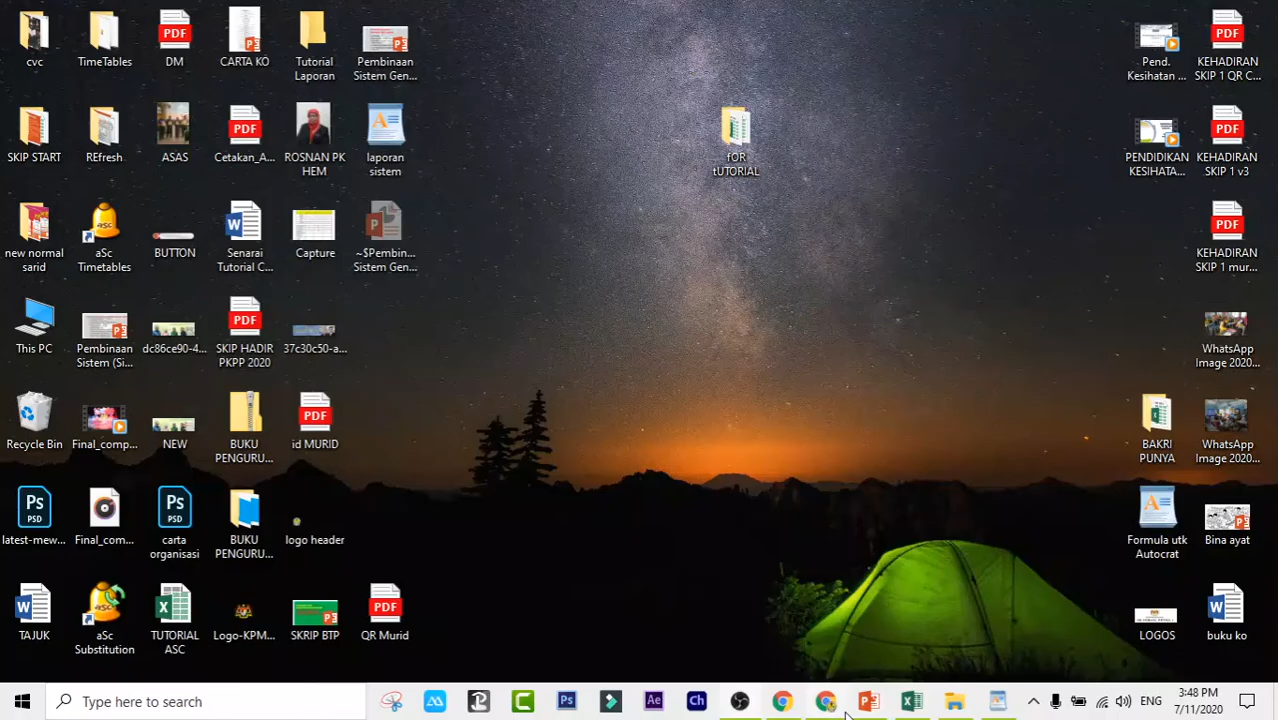 cvc
TimeTables
DM
CARTA KO
Tutorial
Laporan
Pembinaan
Sistem Gen...
Pend.
Kesihatan ...
KEHADIRAN
SKIP 1 QR C...
SKIP START
REfresh
ASAS
Cetakan_A...
ROSNAN PK
HEM
laporan
sistem
fOR
tUTORIAL
PENDIDIKAN
KESIHATA...
KEHADIRAN
SKIP 1 v3
new normal
sarid
aSc
Timetables
BUTTON
Senarai
Tutorial C...
Capture
~$Pembin...
Sistem Gen...
KEHADIRAN
SKIP 1 mur...
This PC
Pembinaan
Sistem (Si...
dc86ce90-4...
SKIP HADIR
PKPP 2020
37c30c50-a...
WhatsApp
Image 2020...
Recycle Bin
Final_comp...
NEW
BUKU
PENGURU...
id MURID
BAKRI
PUNYA
WhatsApp
Image 2020...
latest-mew...
Final_com...
carta
organisasi
BUKU
PENGURU...
logo header
Formula utk
Autocrat
Bina ayat
TAJUK
aSc
Substitution
TUTORIAL
ASC
Logo-KPM...
SKRIP BTP
QR Murid
LOGOS
buku ko
Type here to search
ENG
3:48 PM
7/11/2020